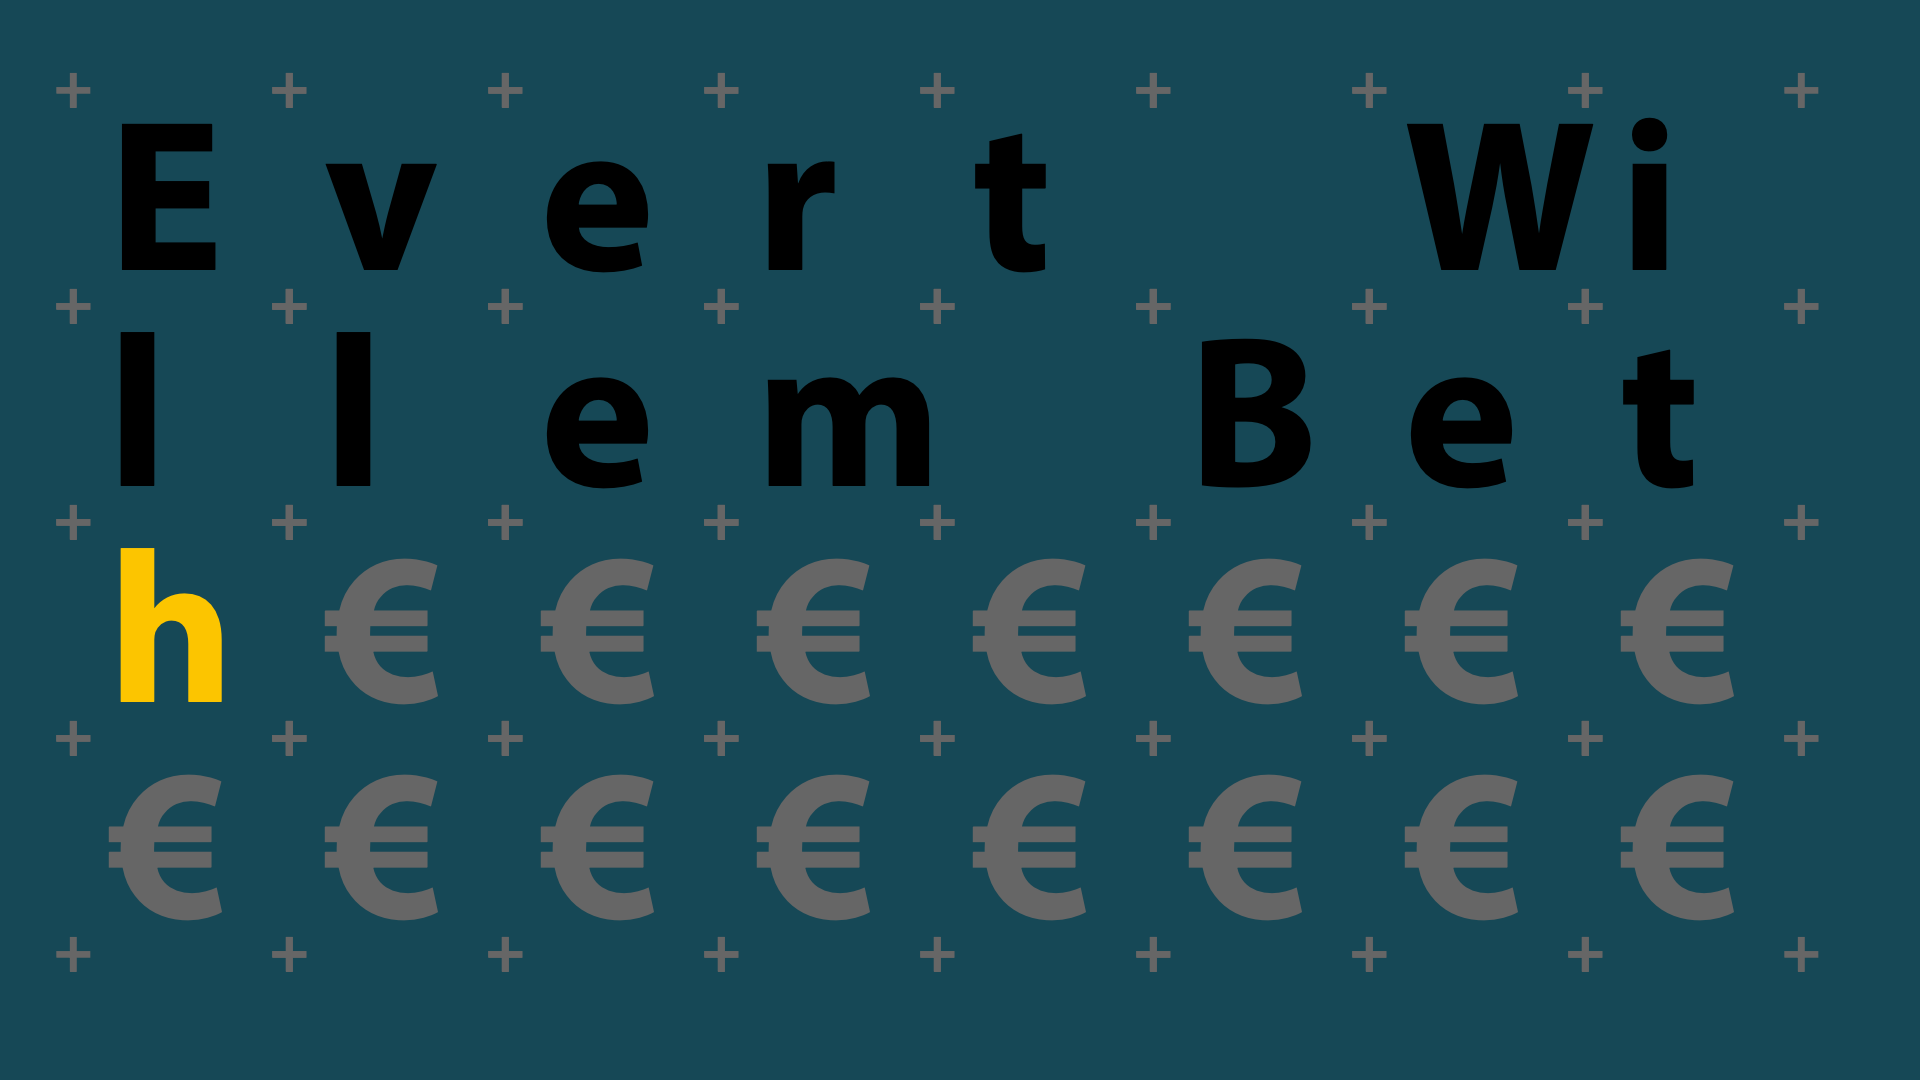 + + + + + + + + +
E v e r t   W i
+ + + + + + + + +
l l e m   B e t
+ + + + + + + + +
h € € € € € € €
+ + + + + + + + +
€ € € € € € € €
+ + + + + + + + +